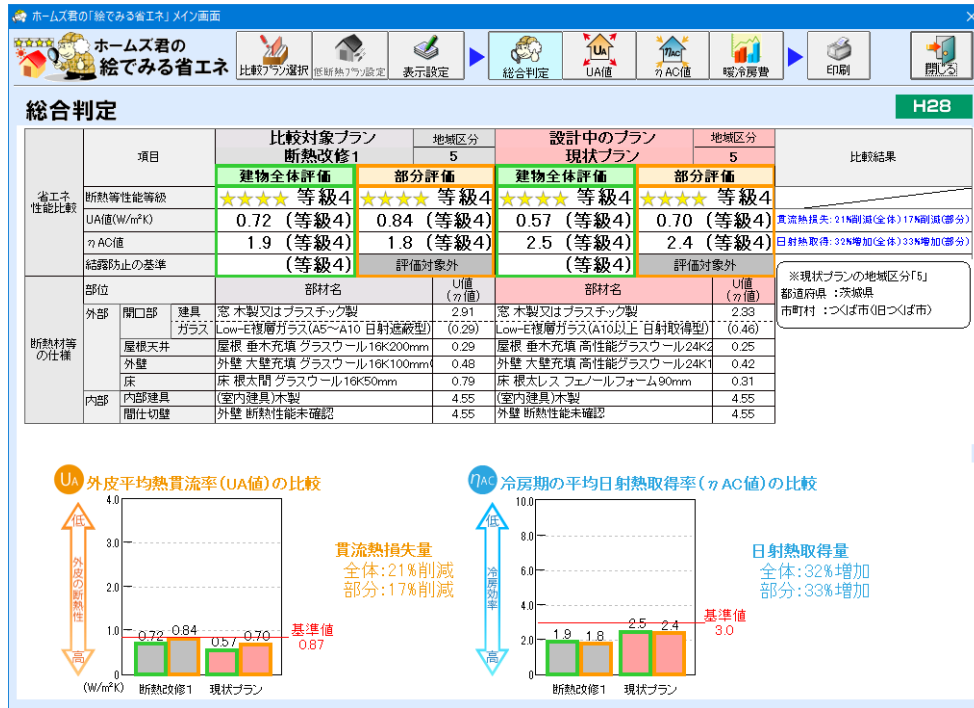 ホームズ君の「絵でみる省エネ」メイン画面
ホームズ君の
絵でみる省エネ
比較プラン選択 低断熱プラン設定 表示設定 総合判定 UA値 ηAC値 暖冷房費 印刷 閉じる
総合判定 H28
項目 比較対象プラン 断熱改修1 地域区分 5 設計中のプラン 現状プラン 地域区分 5 比較結果
建物全体評価 部分評価 建物全体評価 部分評価
省エネ性能比較
断熱等性能等級 ★★★★ 等級4 ★★★★ 等級4 ★★★★ 等級4 ★★★★ 等級4
UA値(W/㎡K) 0.72 (等級4) 0.84 (等級4) 0.57 (等級4) 0.70 (等級4) 貫流熱損失:21%削減(全体)17%削減(部分)
ηAC値 1.9 (等級4) 1.8 (等級4) 2.5 (等級4) 2.4 (等級4) 日射熱取得:32%増加(全体)33%増加(部分)
結露防止の基準 (等級4) 評価対象外 (等級4) 評価対象外
※現状プランの地域区分「5」
都道府県 :茨城県
市町村 :つくば市(旧つくば市)
断熱材等の仕様
部位 部材名 U値(η値) 部材名 U値(η値)
外部 開口部 建具 窓 木製又はプラスチック製 2.91 窓 木製又はプラスチック製 2.33
ガラス Low-E複層ガラス(A5～A10 日射遮蔽型) (0.29) Low-E複層ガラス(A10以上 日射取得型) (0.46)
屋根天井 屋根 垂木充填 グラスウール16K200mm 0.29 屋根 垂木充填 高性能グラスウール24K2 0.25
外壁 外壁 大壁充填 グラスウール16K100mm( 0.48 外壁 大壁充填 高性能グラスウール24K1 0.42
床 床 根太間 グラスウール16K50mm 0.79 床 根太レス フェノールフォーム90mm 0.31
内部 内部建具 (室内建具)木製 4.55 (室内建具)木製 4.55
間仕切壁 外壁 断熱性能未確認 4.55 外壁 断熱性能未確認 4.55
UA 外皮平均熱貫流率(UA値)の比較
4.0
3.0
2.0
1.0
0
(W/㎡K)
低
外皮の断熱性
高
0.72 0.84 0.57 0.70
基準値
0.87
断熱改修1 現状プラン
貫流熱損失量
全体:21%削減
部分:17%削減
ηAC 冷房期の平均日射熱取得率(ηAC値)の比較
10.0
8.0
6.0
4.0
2.0
0
低
冷房効率
高
1.9 1.8 2.5 2.4
基準値
3.0
断熱改修1 現状プラン
日射熱取得量
全体:32%増加
部分:33%増加